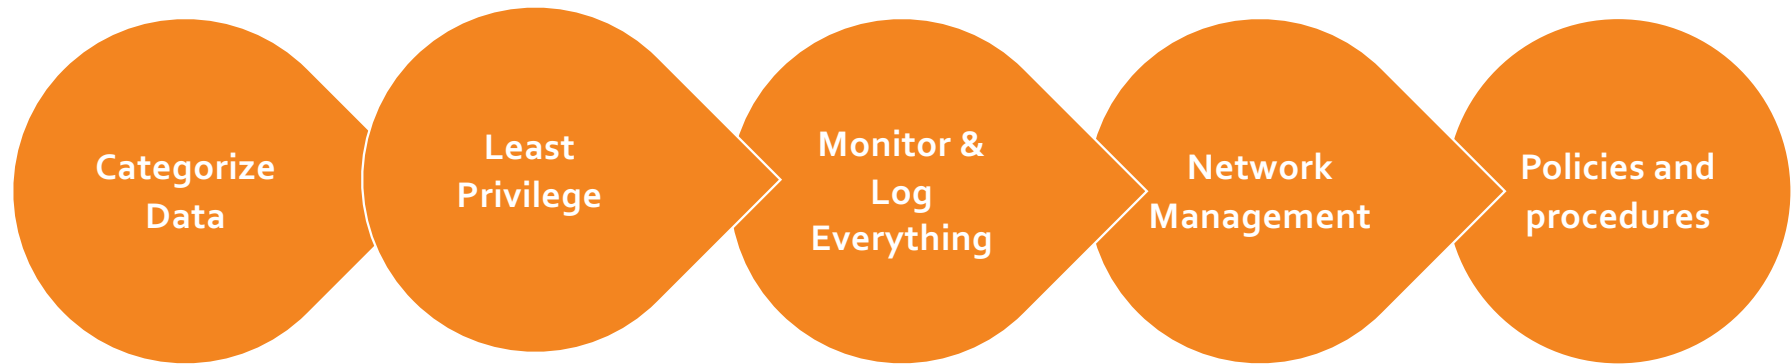 Categorize
Data
Least
Privilege
Monitor &
Log
Everything
Network
Management
Policies and
procedures